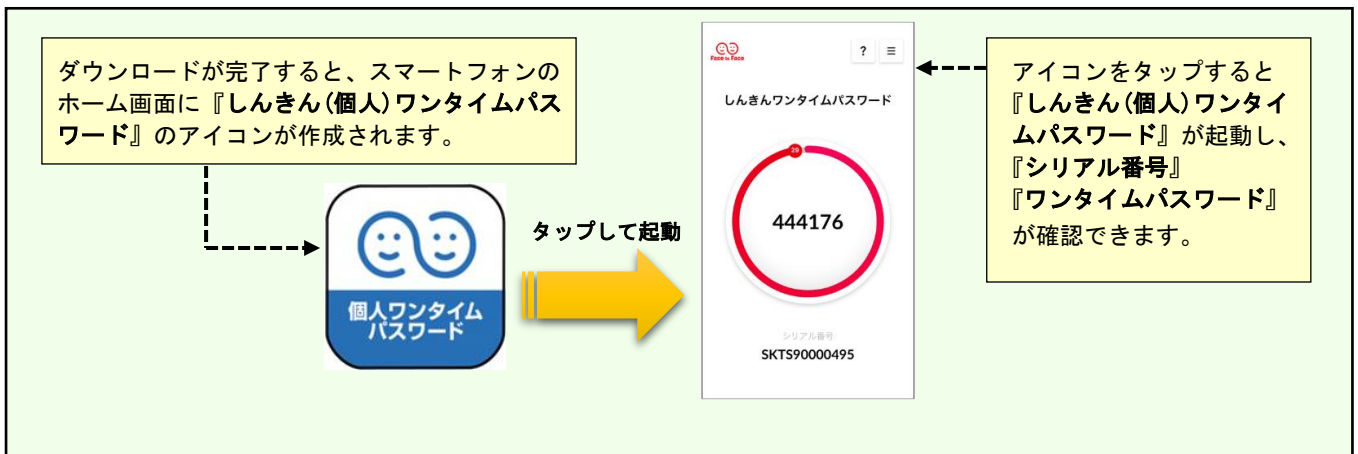 ダウンロードが完了すると、スマートフォンの
ホーム画面に『しんきん(個人)ワンタイムパス
ワード』のアイコンが作成されます。
個人ワンタイム
パスワード
タップして起動
Face to Face
? ≡
しんきんワンタイムパスワード
29
444176
シリアル番号
SKTS90000495
アイコンをタップすると
『しんきん(個人)ワンタイ
ムパスワード』が起動し、
『シリアル番号』
『ワンタイムパスワード』
が確認できます。